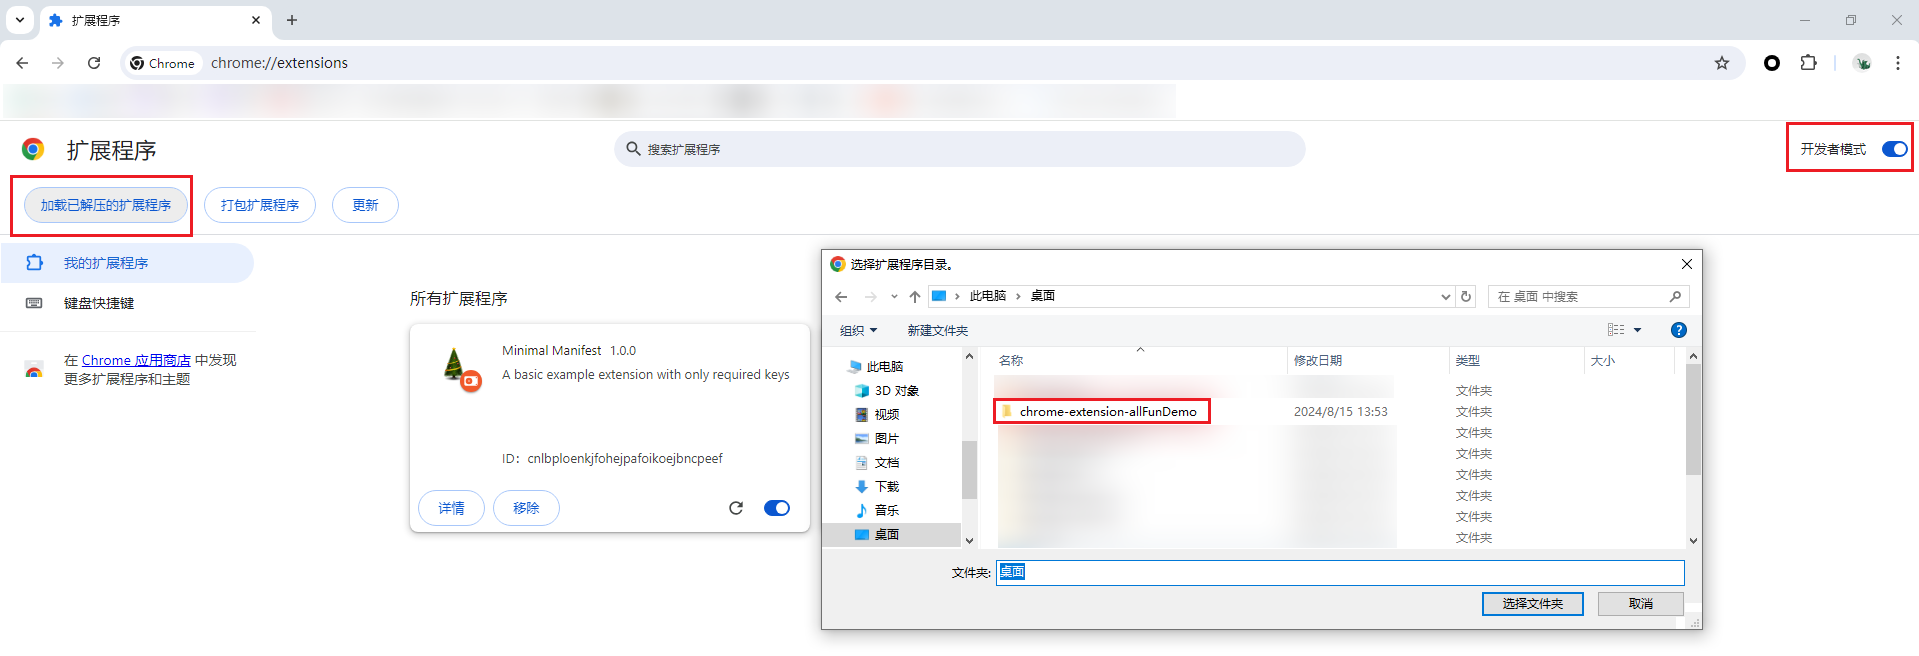 扩展程序
Chrome
chrome://extensions
扩展程序
搜索扩展程序
开发者模式
加载已解压的扩展程序
打包扩展程序
更新
我的扩展程序
键盘快捷键
在 Chrome 应用商店 中发现
更多扩展程序和主题
所有扩展程序
Minimal Manifest 1.0.0
A basic example extension with only required keys
ID: cnlbploenkjfohejpafoikoejbncpeef
详情
移除
选择扩展程序目录。
此电脑
桌面
在 桌面 中搜索
组织
新建文件夹
此电脑
3D 对象
视频
图片
文档
下载
音乐
桌面
名称
修改日期
类型
大小
文件夹
chrome-extension-allFunDemo
2024/8/15 13:53
文件夹
文件夹
文件夹
文件夹
文件夹
文件夹
文件夹
文件夹:
桌面
选择文件夹
取消